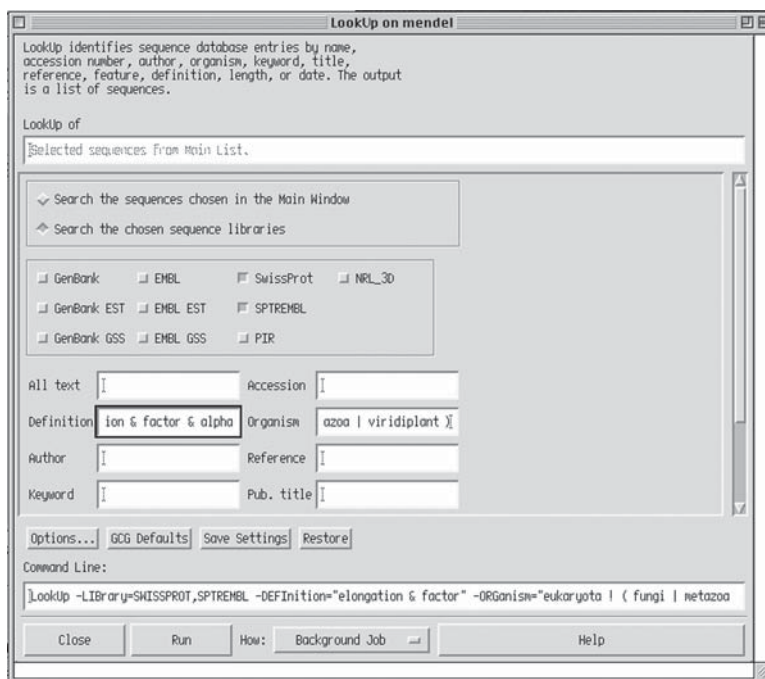 LookUp on mendel
LookUp identifies sequence database entries by name,
accession number, author, organism, keyword, title,
reference, feature, definition, length, or date. The output
is a list of sequences.
LookUp of
Selected sequences from Main List.
Search the sequences chosen in the Main Window
Search the chosen sequence libraries
GenBank EMBL SwissProt NRL_3D
GenBank EST EMBL EST SPTREMBL
GenBank GSS EMBL GSS PIR
All text Accession
Definition ion & factor & alpha Organism azoa | viridiplant )
Author Reference
Keyword Pub. title
Options... GCG Defaults Save Settings Restore
Command Line:
LookUp -LIBrary=SWISSPROT,SPTREMBL -DEFInition="elongation & factor" -ORGanism="eukaryota ! ( fungi | metazoa
Close Run How: Background Job Help